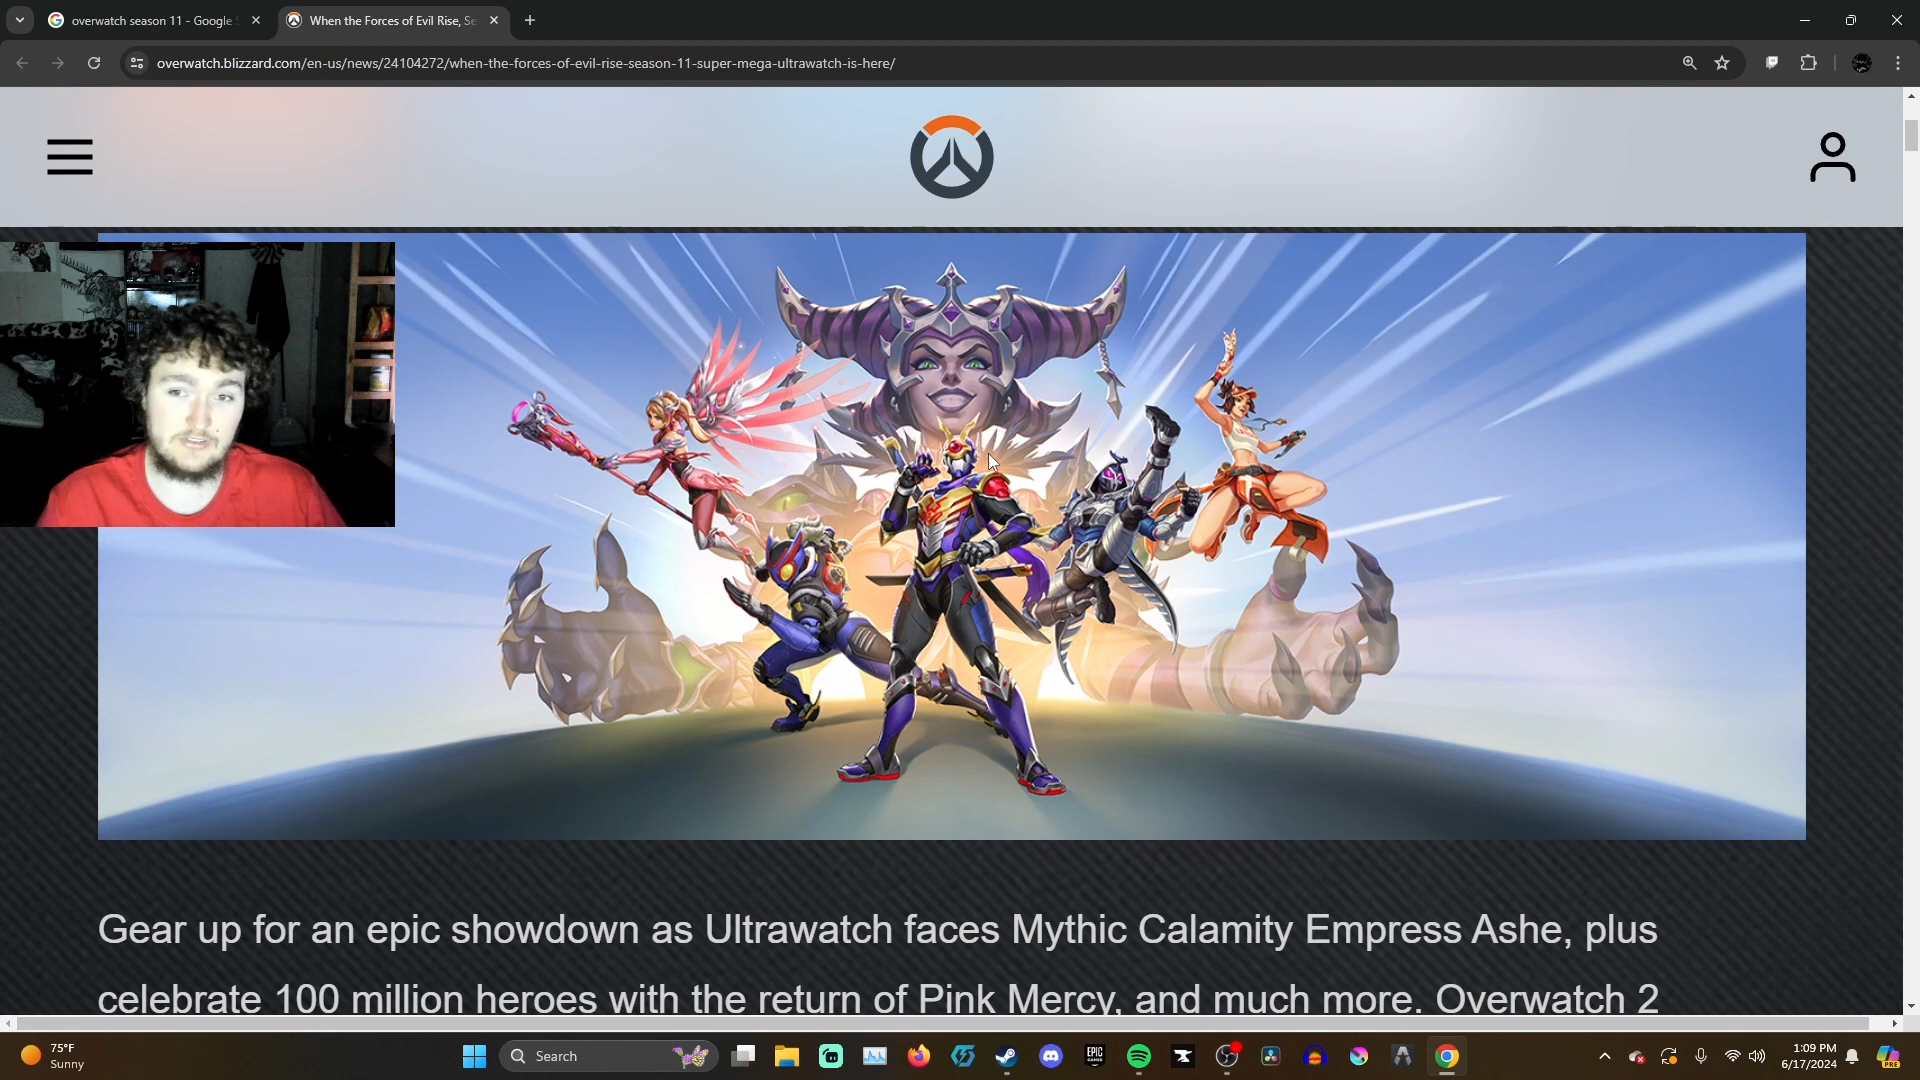 overwatch season 11 - Google
When the Forces of Evil Rise, Se
overwatch.blizzard.com/en-us/news/24104272/when-the-forces-of-evil-rise-season-11-super-mega-ultrawatch-is-here/
Gear up for an epic showdown as Ultrawatch faces Mythic Calamity Empress Ashe, plus
celebrate 100 million heroes with the return of Pink Mercy, and much more. Overwatch 2
75°F
Sunny
Search
EPIC
GAMES
1:09 PM
6/17/2024
PRE